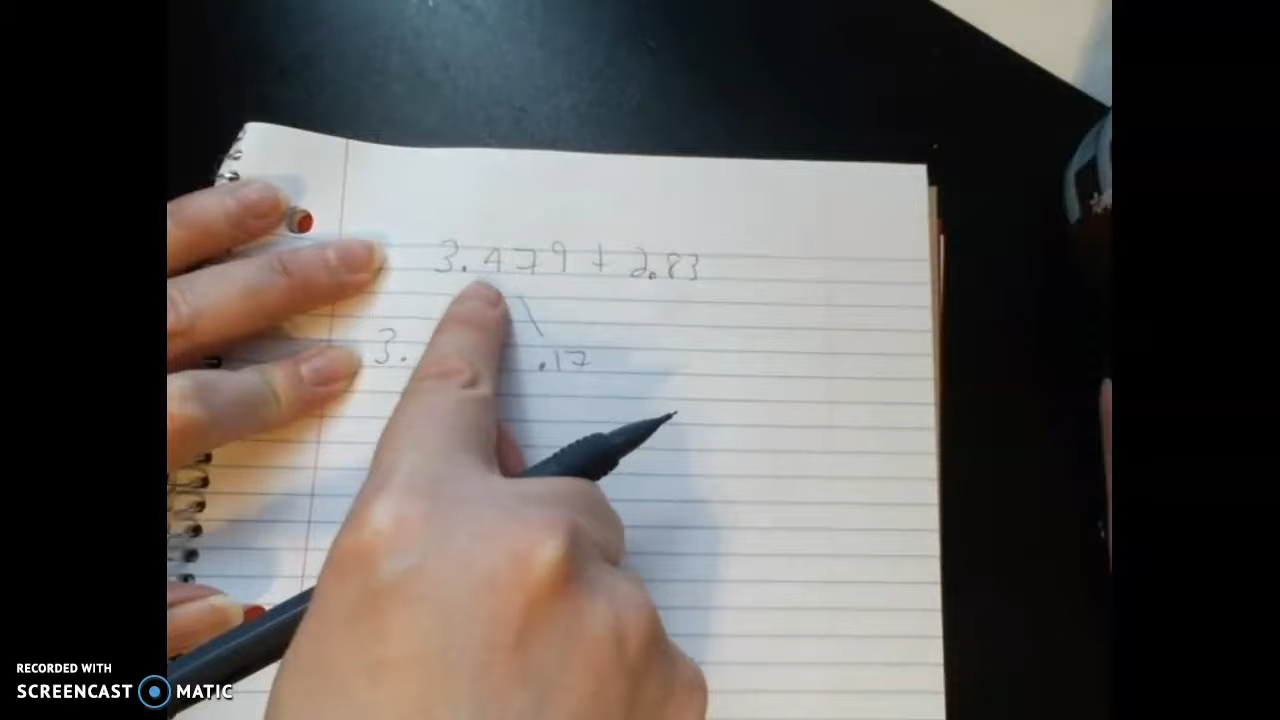 3.479 + 2.83
3. .17
RECORDED WITH
SCREENCAST MATIC